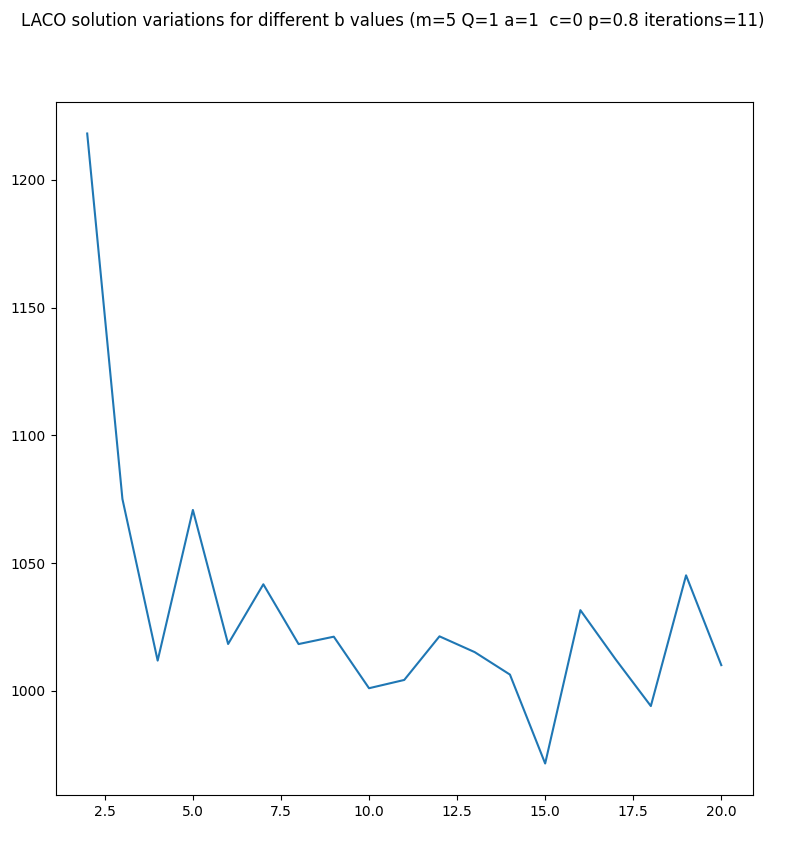 LACO solution variations for different b values (m=5 Q=1 a=1  c=0 p=0.8 iterations=11)
1200
1150
1100
1050
1000
2.5 5.0 7.5 10.0 12.5 15.0 17.5 20.0